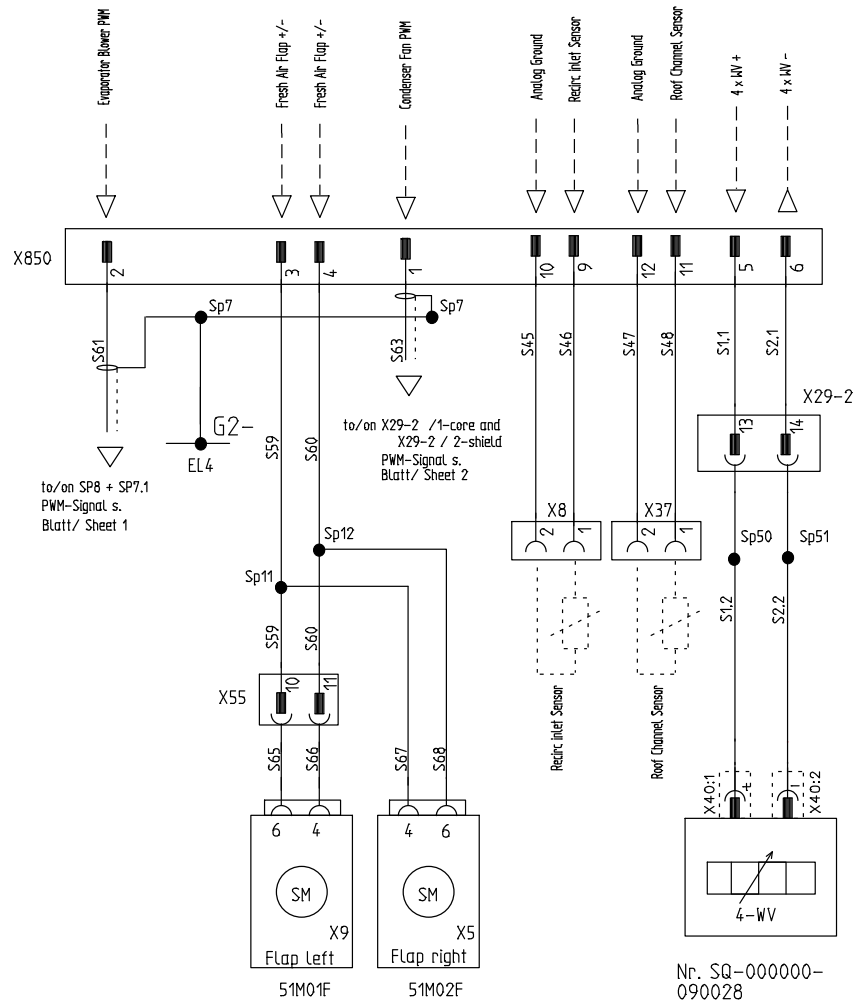 Evaporator Blower PWM
Fresh Air Flap +/-
Fresh Air Flap +/-
Condenser Fan PWM
Analog Ground
Recirc inlet Sensor
Analog Ground
Roof Channel Sensor
4 x WV +
4 x WV -
X850
2
3
4
1
10
9
12
11
5
6
Sp7
Sp7
S61
S63
S45
S46
S47
S48
S1.1
S2.1
X29-2
13
14
G2-
EL4
to/on X29-2 /1-core and
X29-2 / 2-shield
PWM-Signal s.
Blatt/ Sheet 2
S59
S60
to/on SP8 + SP7.1
PWM-Signal s.
Blatt/ Sheet 1
X8
2
1
X37
2
1
Sp12
Sp11
Sp50
Sp51
S59
S60
S1.2
S2.2
X55
10
11
Recirc inlet Sensor
Roof Channel Sensor
S65
S66
S67
S68
X40:1
+
-
X40:2
6
4
4
6
SM
SM
X9
X5
Flap left
Flap right
4-WV
51M01F
51M02F
Nr. SQ-000000-
090028